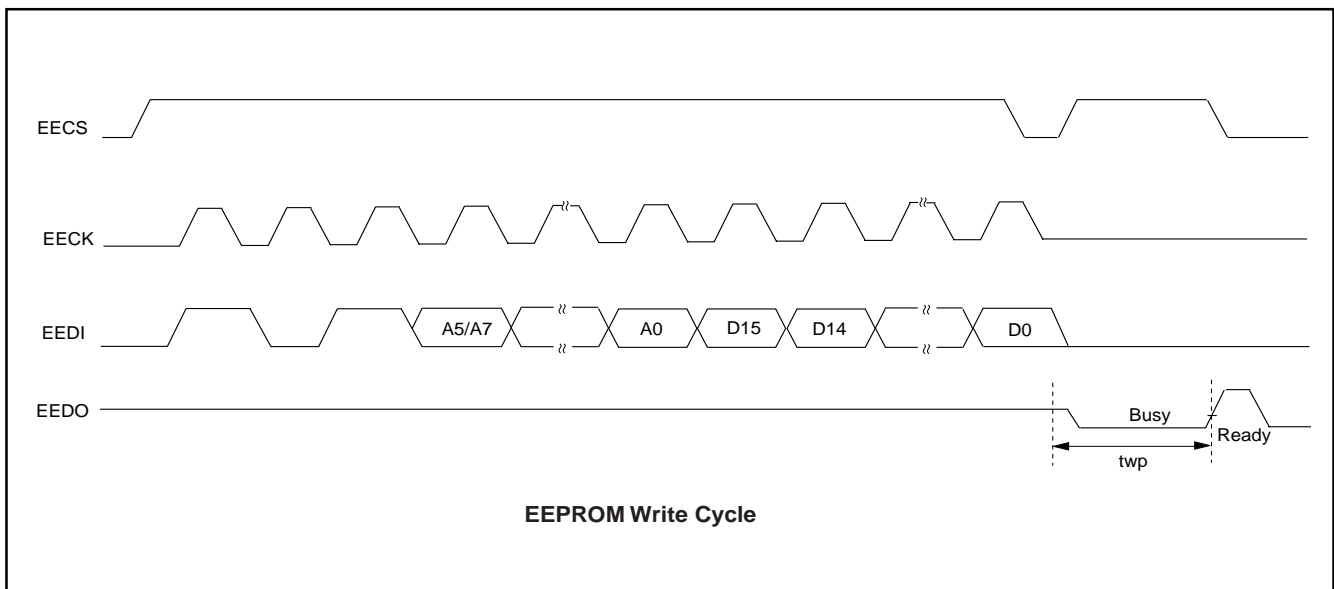 EECS
EECK
EEDI
A5/A7
A0
D15
D14
D0
EEDO
Busy
Ready
twp
EEPROM Write Cycle